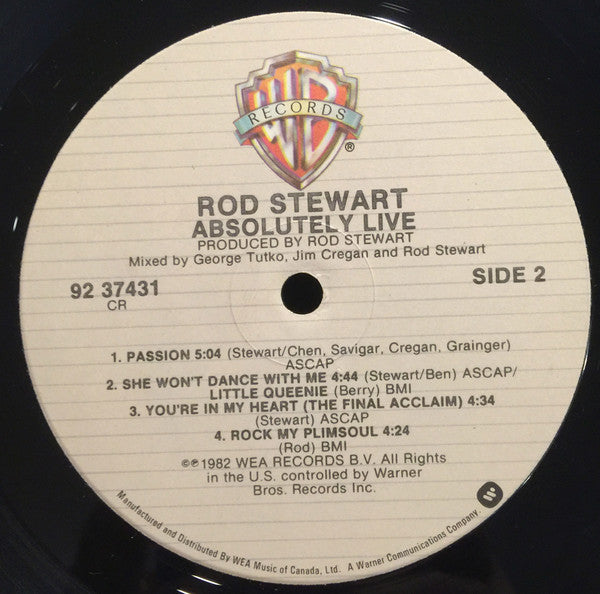 WB
RECORDS
®
ROD STEWART
ABSOLUTELY LIVE
PRODUCED BY ROD STEWART
Mixed by George Tutko, Jim Cregan and Rod Stewart
92 37431
CR
SIDE 2
1. PASSION 5:04 (Stewart/Chen, Savigar, Cregan, Grainger)
ASCAP
2. SHE WON'T DANCE WITH ME 4:44 (Stewart/Ben) ASCAP/
LITTLE QUEENIE (Berry) BMI
3. YOU'RE IN MY HEART (THE FINAL ACCLAIM) 4:34
(Stewart) ASCAP
4. ROCK MY PLIMSOUL 4:24
(Rod) BMI
©℗1982 WEA RECORDS B.V. All Rights
in the U.S. controlled by Warner
Bros. Records Inc.
Manufactured and Distributed By WEA Music of Canada, Ltd. A Warner Communications Company.